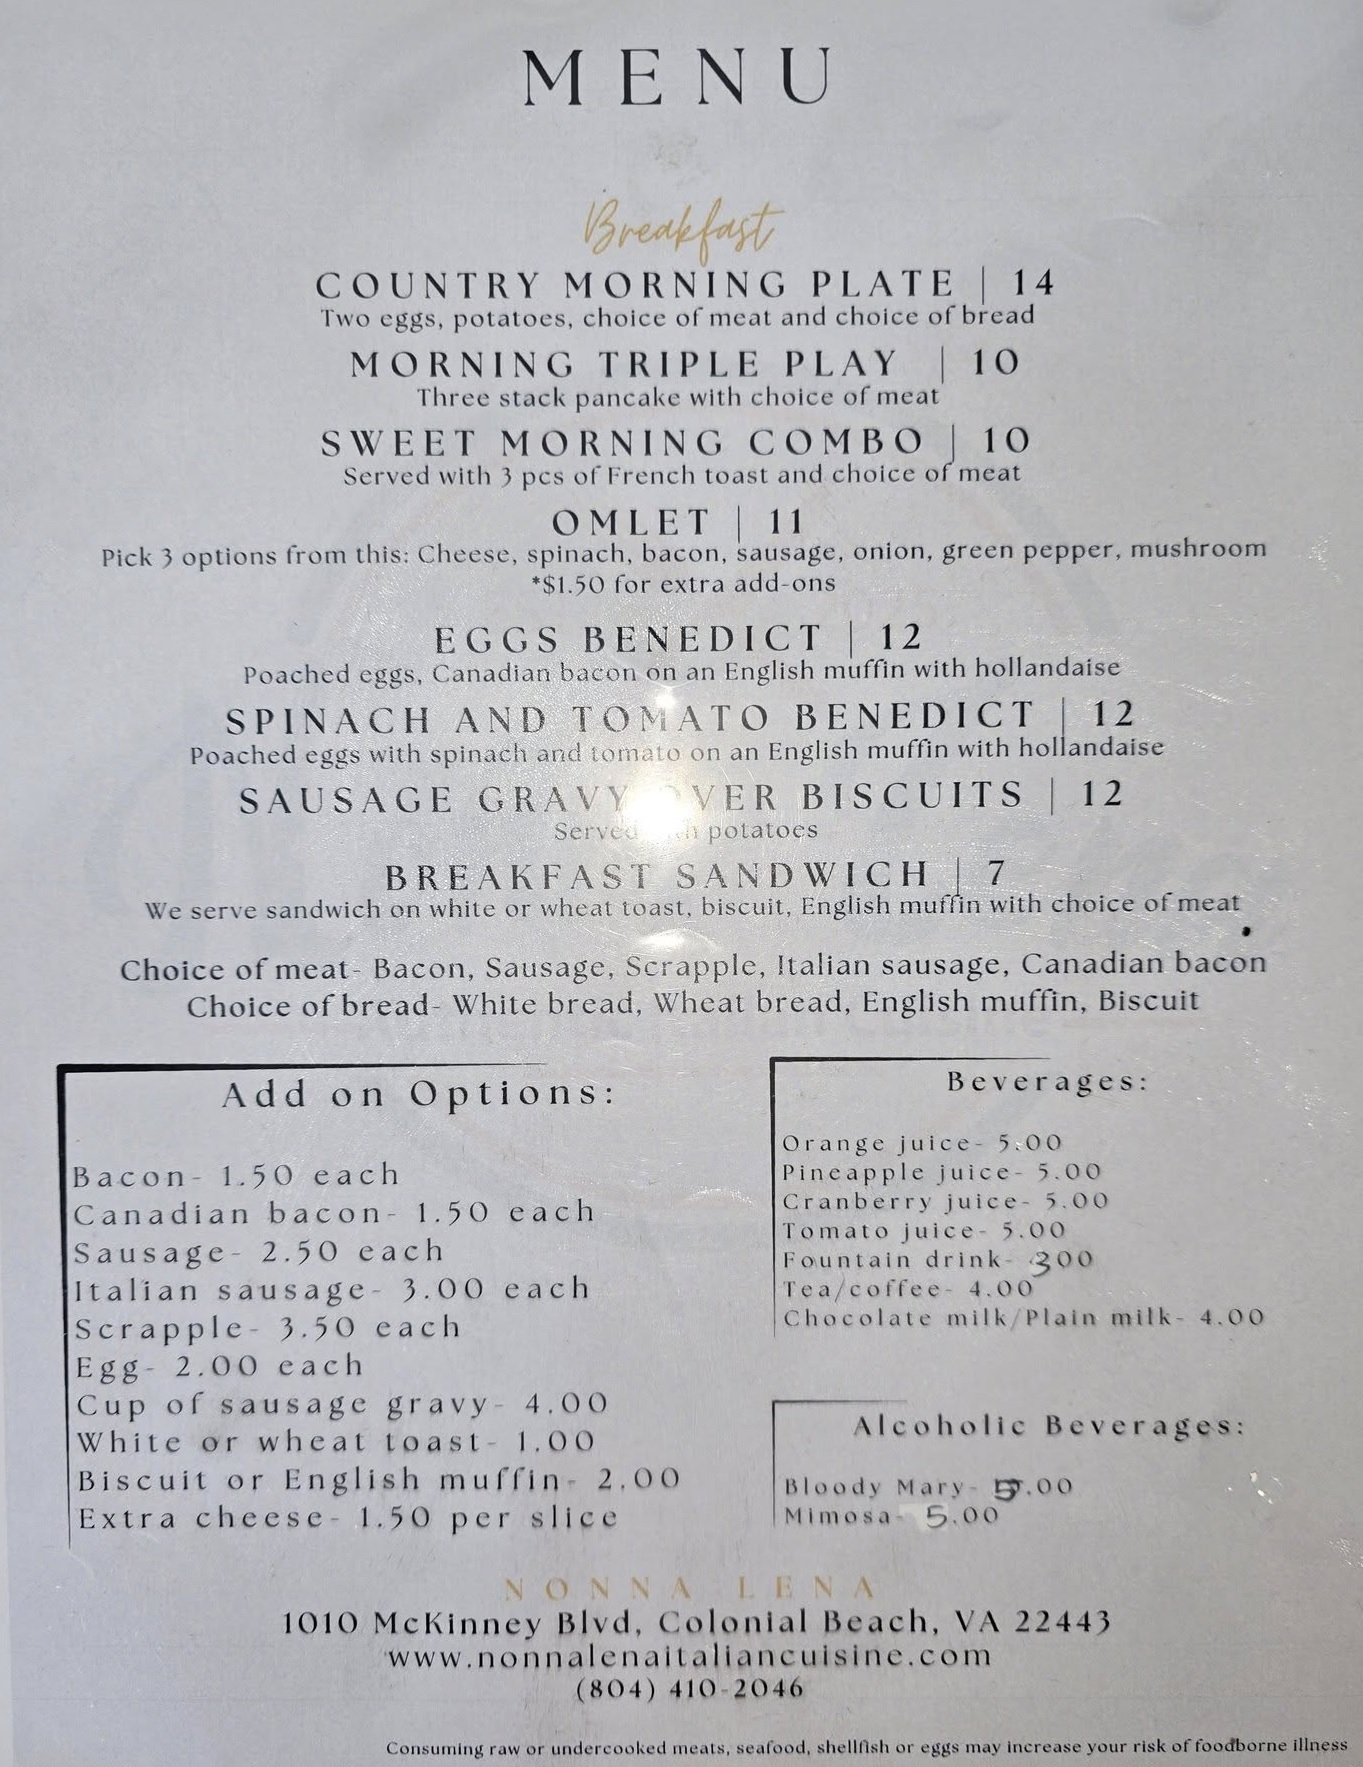 MENU
Breakfast
COUNTRY MORNING PLATE | 14
Two eggs, potatoes, choice of meat and choice of bread
MORNING TRIPLE PLAY | 10
Three stack pancake with choice of meat
SWEET MORNING COMBO | 10
Served with 3 pcs of French toast and choice of meat
OMLET | 11
Pick 3 options from this: Cheese, spinach, bacon, sausage, onion, green pepper, mushroom
*$1.50 for extra add-ons
EGGS BENEDICT | 12
Poached eggs, Canadian bacon on an English muffin with hollandaise
SPINACH AND TOMATO BENEDICT | 12
Poached eggs with spinach and tomato on an English muffin with hollandaise
SAUSAGE GRAVY OVER BISCUITS | 12
Served with potatoes
BREAKFAST SANDWICH | 7
We serve sandwich on white or wheat toast, biscuit, English muffin with choice of meat
Choice of meat- Bacon, Sausage, Scrapple, Italian sausage, Canadian bacon
Choice of bread- White bread, Wheat bread, English muffin, Biscuit
Add on Options:
Bacon- 1.50 each
Canadian bacon- 1.50 each
Sausage- 2.50 each
Italian sausage- 3.00 each
Scrapple- 3.50 each
Egg- 2.00 each
Cup of sausage gravy- 4.00
White or wheat toast- 1.00
Biscuit or English muffin- 2.00
Extra cheese- 1.50 per slice
Beverages:
Orange juice- 5.00
Pineapple juice- 5.00
Cranberry juice- 5.00
Tomato juice- 5.00
Fountain drink- 300
Tea/coffee- 4.00
Chocolate milk/Plain milk- 4.00
Alcoholic Beverages:
Bloody Mary- 5.00
Mimosa- 5.00
NONNA LENA
1010 McKinney Blvd, Colonial Beach, VA 22443
www.nonnalenaitaliancuisine.com
(804) 410-2046
Consuming raw or undercooked meats, seafood, shellfish or eggs may increase your risk of foodborne illness